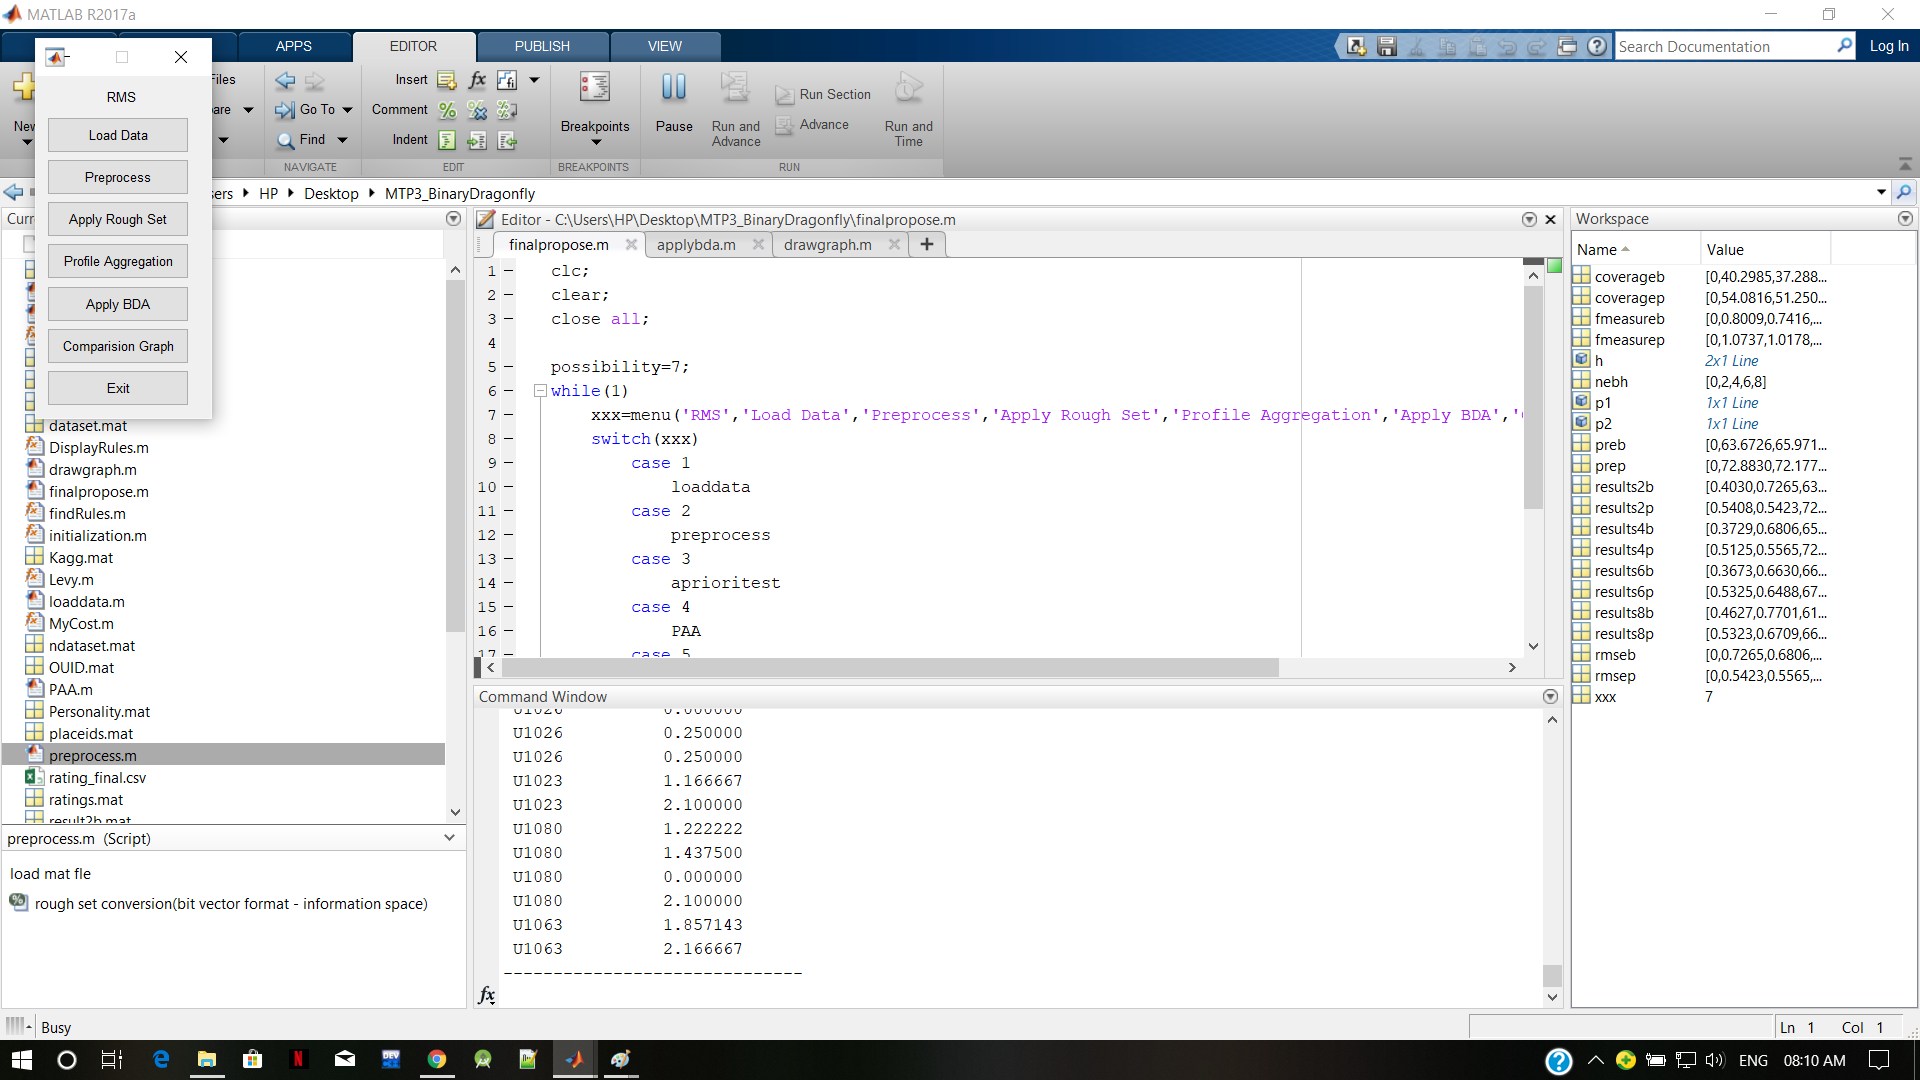 MATLAB R2017a
APPS
EDITOR
PUBLISH
VIEW
Search Documentation
Log In
RMS
Load Data
Preprocess
Apply Rough Set
Profile Aggregation
Apply BDA
Comparision Graph
Exit
New
Files
Go To
Find
NAVIGATE
Insert
Comment
Indent
EDIT
Breakpoints
BREAKPOINTS
Pause
Run and Advance
Run Section
Advance
Run and Time
RUN
HP
Desktop
MTP3_BinaryDragonfly
dataset.mat
DisplayRules.m
drawgraph.m
finalpropose.m
findRules.m
initialization.m
Kagg.mat
Levy.m
loaddata.m
MyCost.m
ndataset.mat
OUID.mat
PAA.m
Personality.mat
placeids.mat
preprocess.m
rating_final.csv
ratings.mat
result2b.mat
preprocess.m (Script)
load mat fle
rough set conversion(bit vector format - information space)
Editor - C:\Users\HP\Desktop\MTP3_BinaryDragonfly\finalpropose.m
finalpropose.m
applybda.m
drawgraph.m
1 clc;
2 clear;
3 close all;
4
5 possibility=7;
6 while(1)
7 xxx=menu('RMS','Load Data','Preprocess','Apply Rough Set','Profile Aggregation','Apply BDA','
8 switch(xxx)
9 case 1
10 loaddata
11 case 2
12 preprocess
13 case 3
14 aprioritest
15 case 4
16 PAA
17 case 5
Command Window
U1026 0.000000
U1026 0.250000
U1026 0.250000
U1023 1.166667
U1023 2.100000
U1080 1.222222
U1080 1.437500
U1080 0.000000
U1080 2.100000
U1063 1.857143
U1063 2.166667
------------------------------
fx
Workspace
Name Value
coverageb [0,40.2985,37.288...
coveragep [0,54.0816,51.250...
fmeasureb [0,0.8009,0.7416,...
fmeasurep [0,1.0737,1.0178,...
h 2x1 Line
nebh [0,2,4,6,8]
p1 1x1 Line
p2 1x1 Line
preb [0,63.6726,65.971...
prep [0,72.8830,72.177...
results2b [0.4030,0.7265,63...
results2p [0.5408,0.5423,72...
results4b [0.3729,0.6806,65...
results4p [0.5125,0.5565,72...
results6b [0.3673,0.6630,66...
results6p [0.5325,0.6488,67...
results8b [0.4627,0.7701,61...
results8p [0.5323,0.6709,66...
rmseb [0,0.7265,0.6806,...
rmsep [0,0.5423,0.5565,...
xxx 7
Busy
Ln 1 Col 1
ENG
08:10 AM